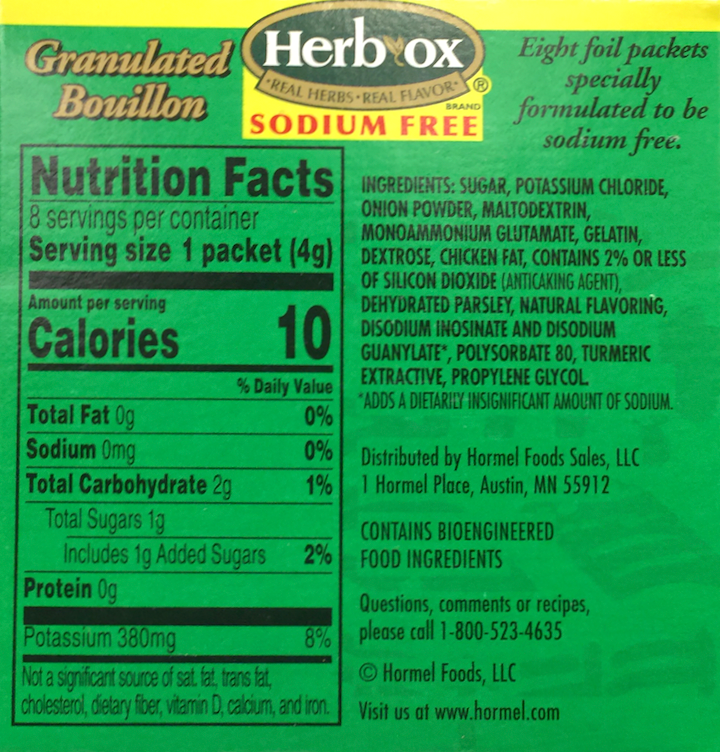 Granulated
Bouillon
Herb ox
•REAL HERBS•REAL FLAVOR•
®
BRAND
SODIUM FREE
Eight foil packets
specially
formulated to be
sodium free.
Nutrition Facts
8 servings per container
Serving size 1 packet (4g)
Amount per serving
Calories 10
% Daily Value
Total Fat 0g 0%
Sodium 0mg 0%
Total Carbohydrate 2g 1%
Total Sugars 1g
Includes 1g Added Sugars 2%
Protein 0g
Potassium 380mg 8%
Not a significant source of sat. fat, trans fat,
cholesterol, dietary fiber, vitamin D, calcium, and iron.
INGREDIENTS: SUGAR, POTASSIUM CHLORIDE,
ONION POWDER, MALTODEXTRIN,
MONOAMMONIUM GLUTAMATE, GELATIN,
DEXTROSE, CHICKEN FAT, CONTAINS 2% OR LESS
OF SILICON DIOXIDE (ANTICAKING AGENT),
DEHYDRATED PARSLEY, NATURAL FLAVORING,
DISODIUM INOSINATE AND DISODIUM
GUANYLATE*, POLYSORBATE 80, TURMERIC
EXTRACTIVE, PROPYLENE GLYCOL.
*ADDS A DIETARILY INSIGNIFICANT AMOUNT OF SODIUM.
Distributed by Hormel Foods Sales, LLC
1 Hormel Place, Austin, MN 55912
CONTAINS BIOENGINEERED
FOOD INGREDIENTS
Questions, comments or recipes,
please call 1-800-523-4635
© Hormel Foods, LLC
Visit us at www.hormel.com